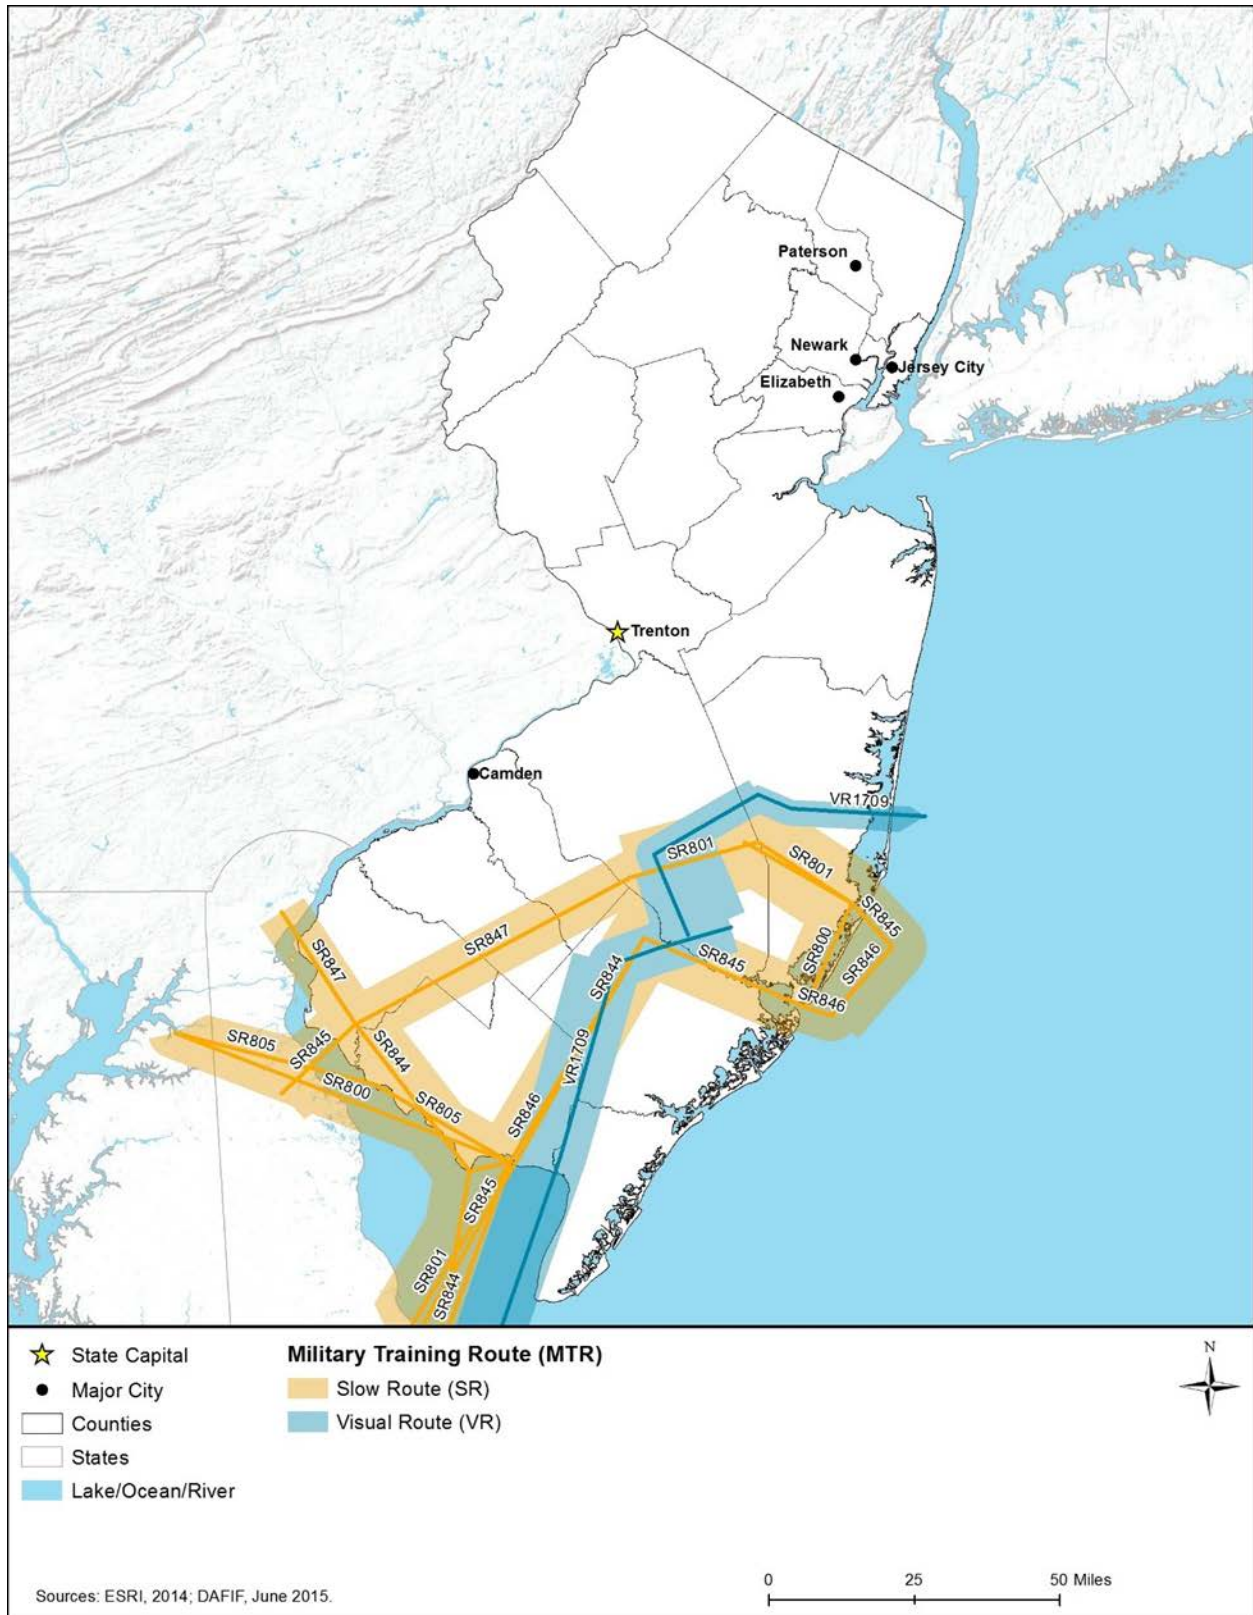 Paterson
Newark
Jersey City
Elizabeth
Trenton
Camden
VR1709
SR801
SR801
SR845
SR847
SR800
SR846
SR847
SR844
SR845
SR846
SR805
SR845
SR844
VR1709
SR800
SR805
SR846
SR845
SR801
SR844
State Capital
Major City
Counties
States
Lake/Ocean/River
Military Training Route (MTR)
Slow Route (SR)
Visual Route (VR)
N
Sources: ESRI, 2014; DAFIF, June 2015.
0 25 50 Miles